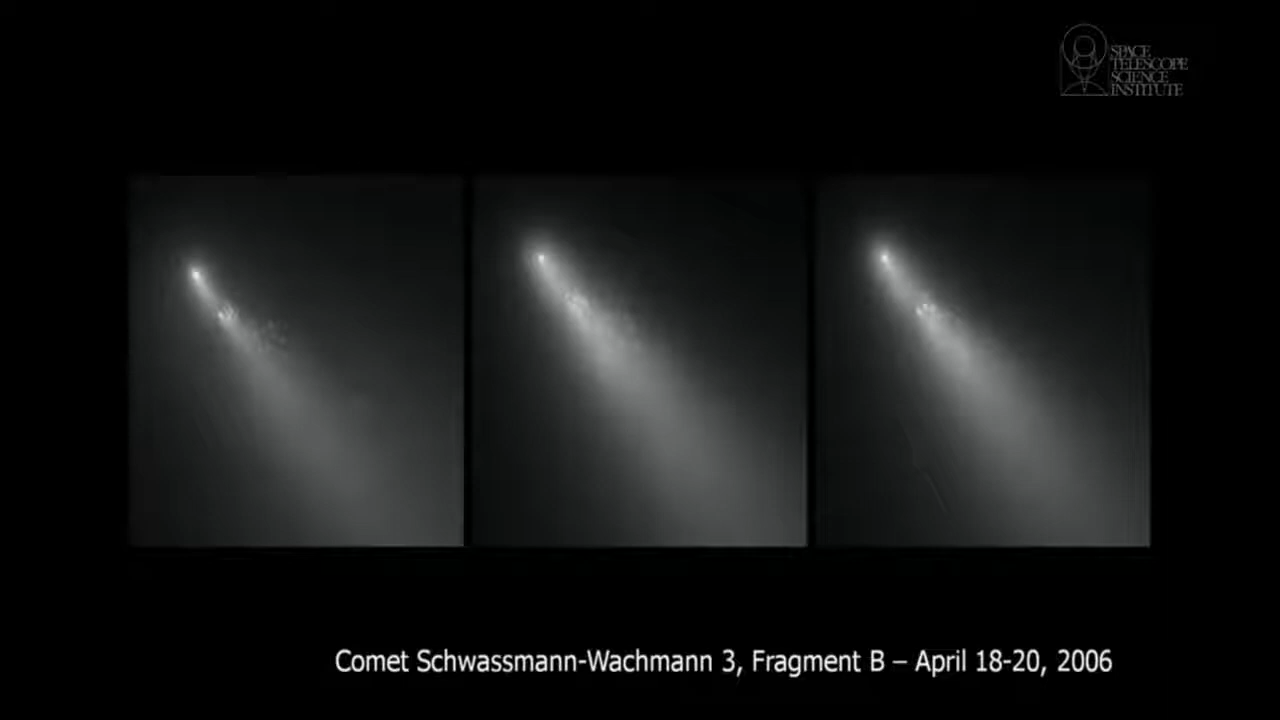 SPACE
TELESCOPE
SCIENCE
INSTITUTE
Comet Schwassmann-Wachmann 3, Fragment B – April 18-20, 2006